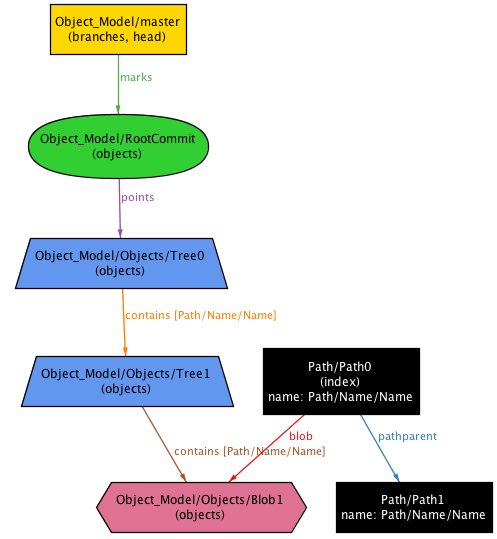 Object_Model/master
(branches, head)
marks
Object_Model/RootCommit
(objects)
points
Object_Model/Objects/Tree0
(objects)
contains [Path/Name/Name]
Object_Model/Objects/Tree1
(objects)
Path/Path0
(index)
name: Path/Name/Name
blob
pathparent
contains [Path/Name/Name]
Object_Model/Objects/Blob1
(objects)
Path/Path1
name: Path/Name/Name